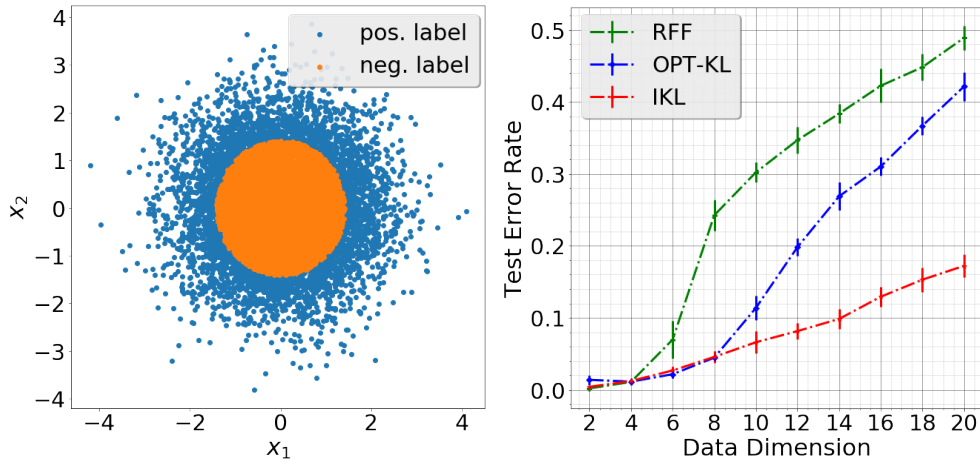 pos. label
neg. label
4
3
2
1
0
−1
−2
−3
−4
−4 −2 0 2 4
x₁
x₂
RFF
OPT-KL
IKL
0.5
0.4
0.3
0.2
0.1
0.0
2 4 6 8 10 12 14 16 18 20
Data Dimension
Test Error Rate